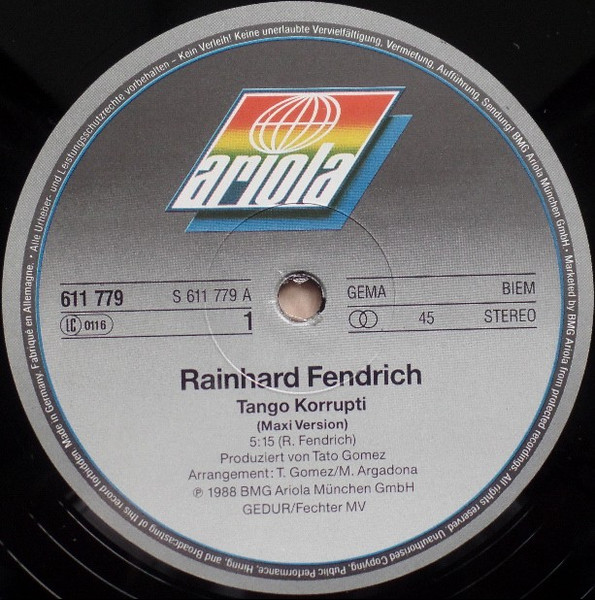 Alle Urheber- und Leistungsschutzrechte vorbehalten – Kein Verleih! Keine unerlaubte Vervielfältigung, Vermietung, Aufführung, Sendung! BMG Ariola München GmbH • Marketed by BMG Ariola from protected recordings. All rights reserved. Unauthorised Copying, Public Performance, Hiring, and Broadcasting of this record forbidden. Made in Germany. Fabriqué en Allemagne. •
ariola
611 779
S 611 779 A
LC 0116
1
GEMA
BIEM
45
STEREO
Rainhard Fendrich
Tango Korrupti
(Maxi Version)
5:15 (R. Fendrich)
Produziert von Tato Gomez
Arrangement: T. Gomez/M. Argadona
℗ 1988 BMG Ariola München GmbH
GEDUR/Fechter MV